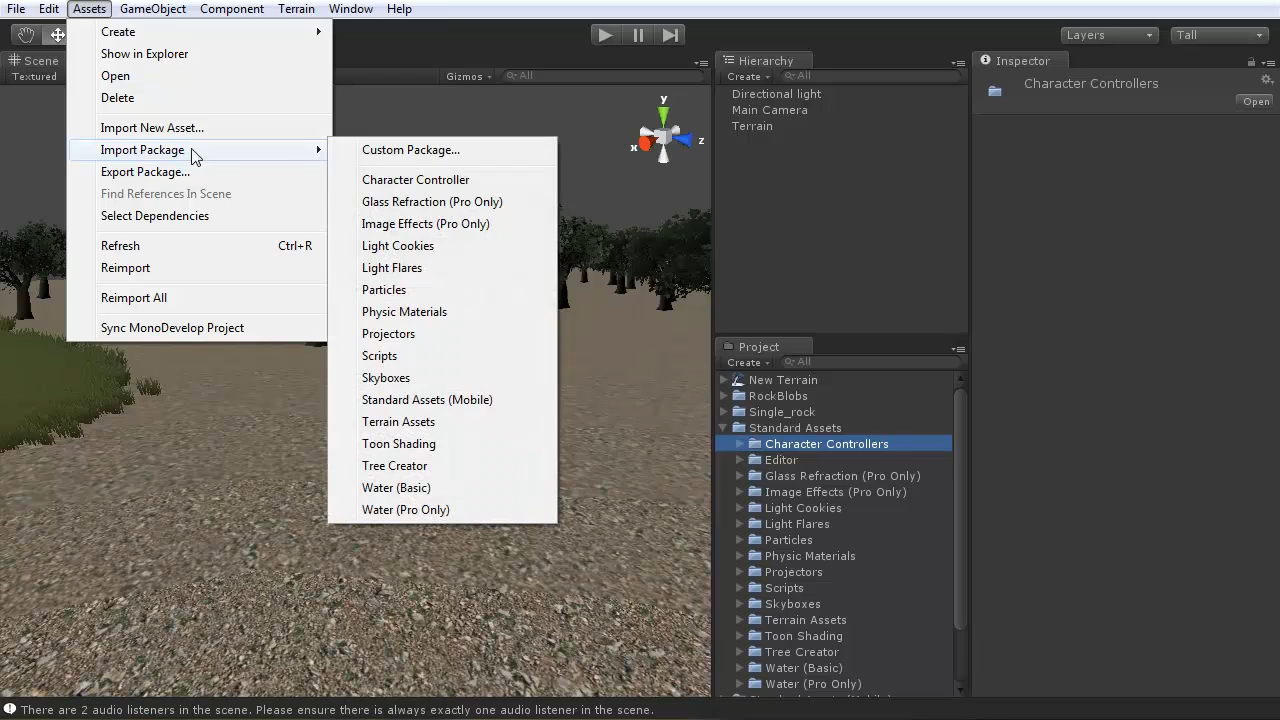 File Edit Assets GameObject Component Terrain Window Help
Layers Tall
Scene
Textured Gizmos All
Create
Show in Explorer
Open
Delete
Import New Asset...
Import Package
Export Package...
Find References In Scene
Select Dependencies
Refresh Ctrl+R
Reimport
Reimport All
Sync MonoDevelop Project
Custom Package...
Character Controller
Glass Refraction (Pro Only)
Image Effects (Pro Only)
Light Cookies
Light Flares
Particles
Physic Materials
Projectors
Scripts
Skyboxes
Standard Assets (Mobile)
Terrain Assets
Toon Shading
Tree Creator
Water (Basic)
Water (Pro Only)
y
x z
Hierarchy
Create All
Directional light
Main Camera
Terrain
Project
Create All
New Terrain
RockBlobs
Single_rock
Standard Assets
Character Controllers
Editor
Glass Refraction (Pro Only)
Image Effects (Pro Only)
Light Cookies
Light Flares
Particles
Physic Materials
Projectors
Scripts
Skyboxes
Terrain Assets
Toon Shading
Tree Creator
Water (Basic)
Water (Pro Only)
Inspector
Character Controllers
Open
There are 2 audio listeners in the scene. Please ensure there is always exactly one audio listener in the scene.